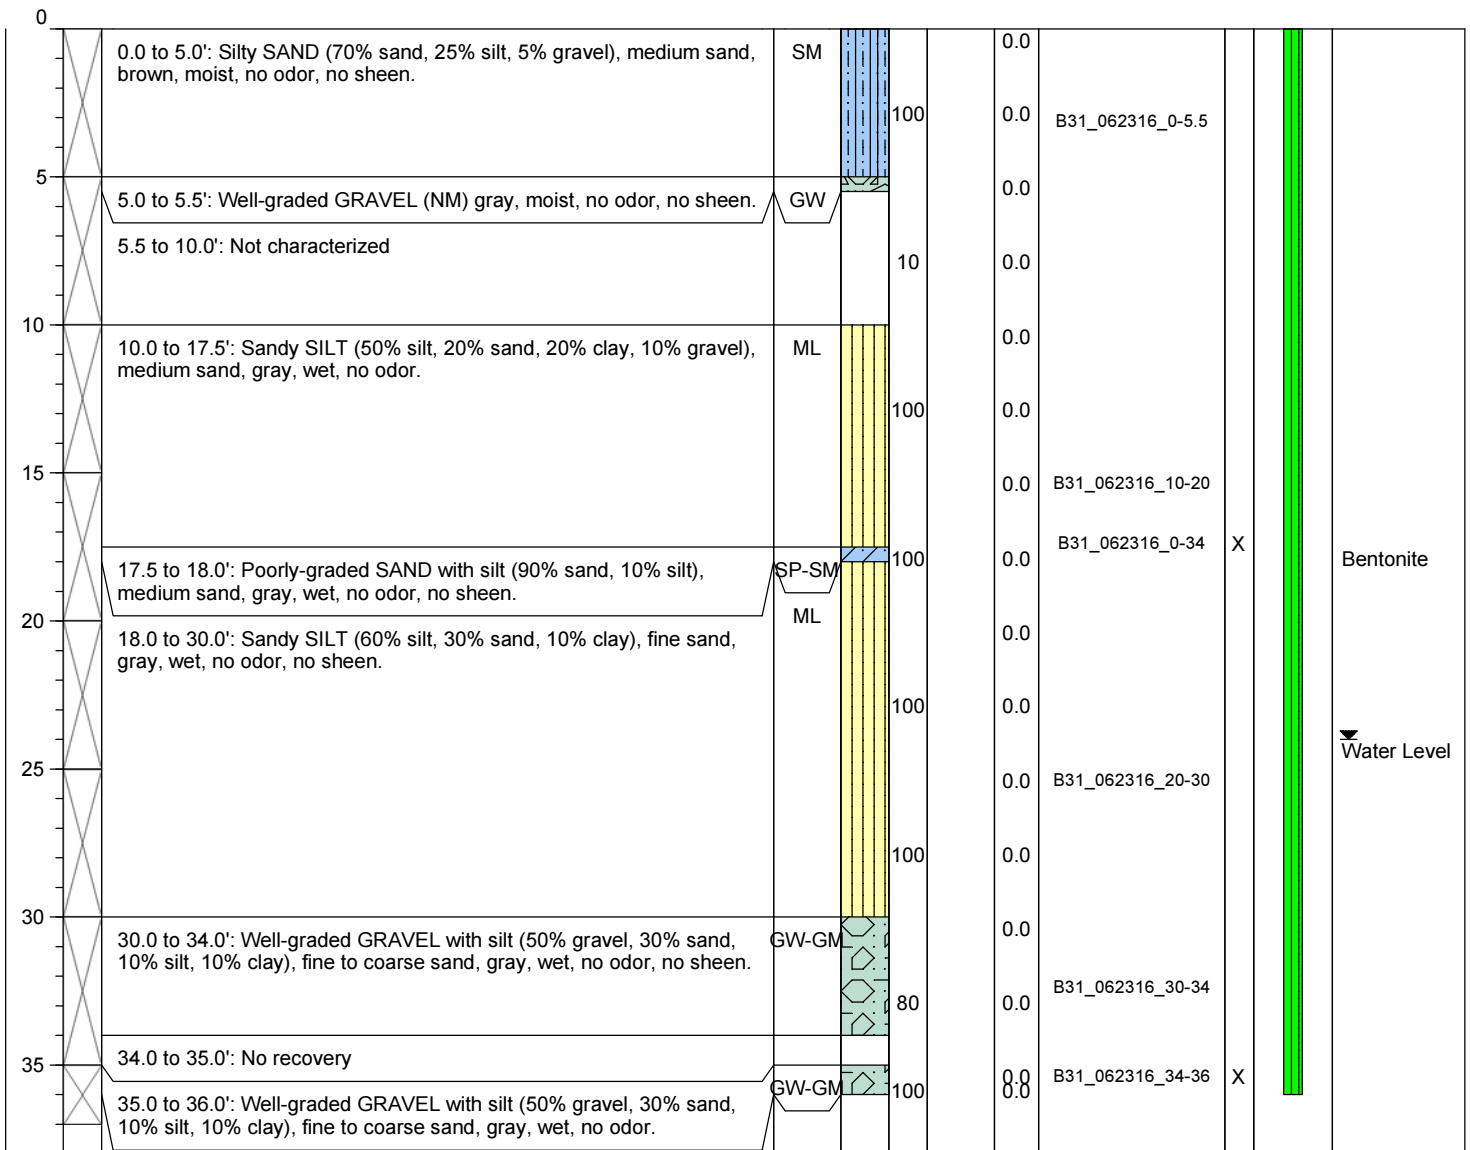 0
0.0 to 5.0': Silty SAND (70% sand, 25% silt, 5% gravel), medium sand,
brown, moist, no odor, no sheen.
SM
0.0
100
0.0
B31_062316_0-5.5
5
5.0 to 5.5': Well-graded GRAVEL (NM) gray, moist, no odor, no sheen.
GW
0.0
5.5 to 10.0': Not characterized
10
0.0
10
0.0
10.0 to 17.5': Sandy SILT (50% silt, 20% sand, 20% clay, 10% gravel),
medium sand, gray, wet, no odor.
ML
100
0.0
15
0.0
B31_062316_10-20
B31_062316_0-34
X
17.5 to 18.0': Poorly-graded SAND with silt (90% sand, 10% silt),
medium sand, gray, wet, no odor, no sheen.
SP-SM
100
0.0
Bentonite
ML
20
0.0
18.0 to 30.0': Sandy SILT (60% silt, 30% sand, 10% clay), fine sand,
gray, wet, no odor, no sheen.
100
0.0
Water Level
25
0.0
B31_062316_20-30
100
0.0
30
0.0
30.0 to 34.0': Well-graded GRAVEL with silt (50% gravel, 30% sand,
10% silt, 10% clay), fine to coarse sand, gray, wet, no odor, no sheen.
GW-GM
80
0.0
B31_062316_30-34
34.0 to 35.0': No recovery
35
0.0
B31_062316_34-36
X
GW-GM
100
0.0
35.0 to 36.0': Well-graded GRAVEL with silt (50% gravel, 30% sand,
10% silt, 10% clay), fine to coarse sand, gray, wet, no odor.